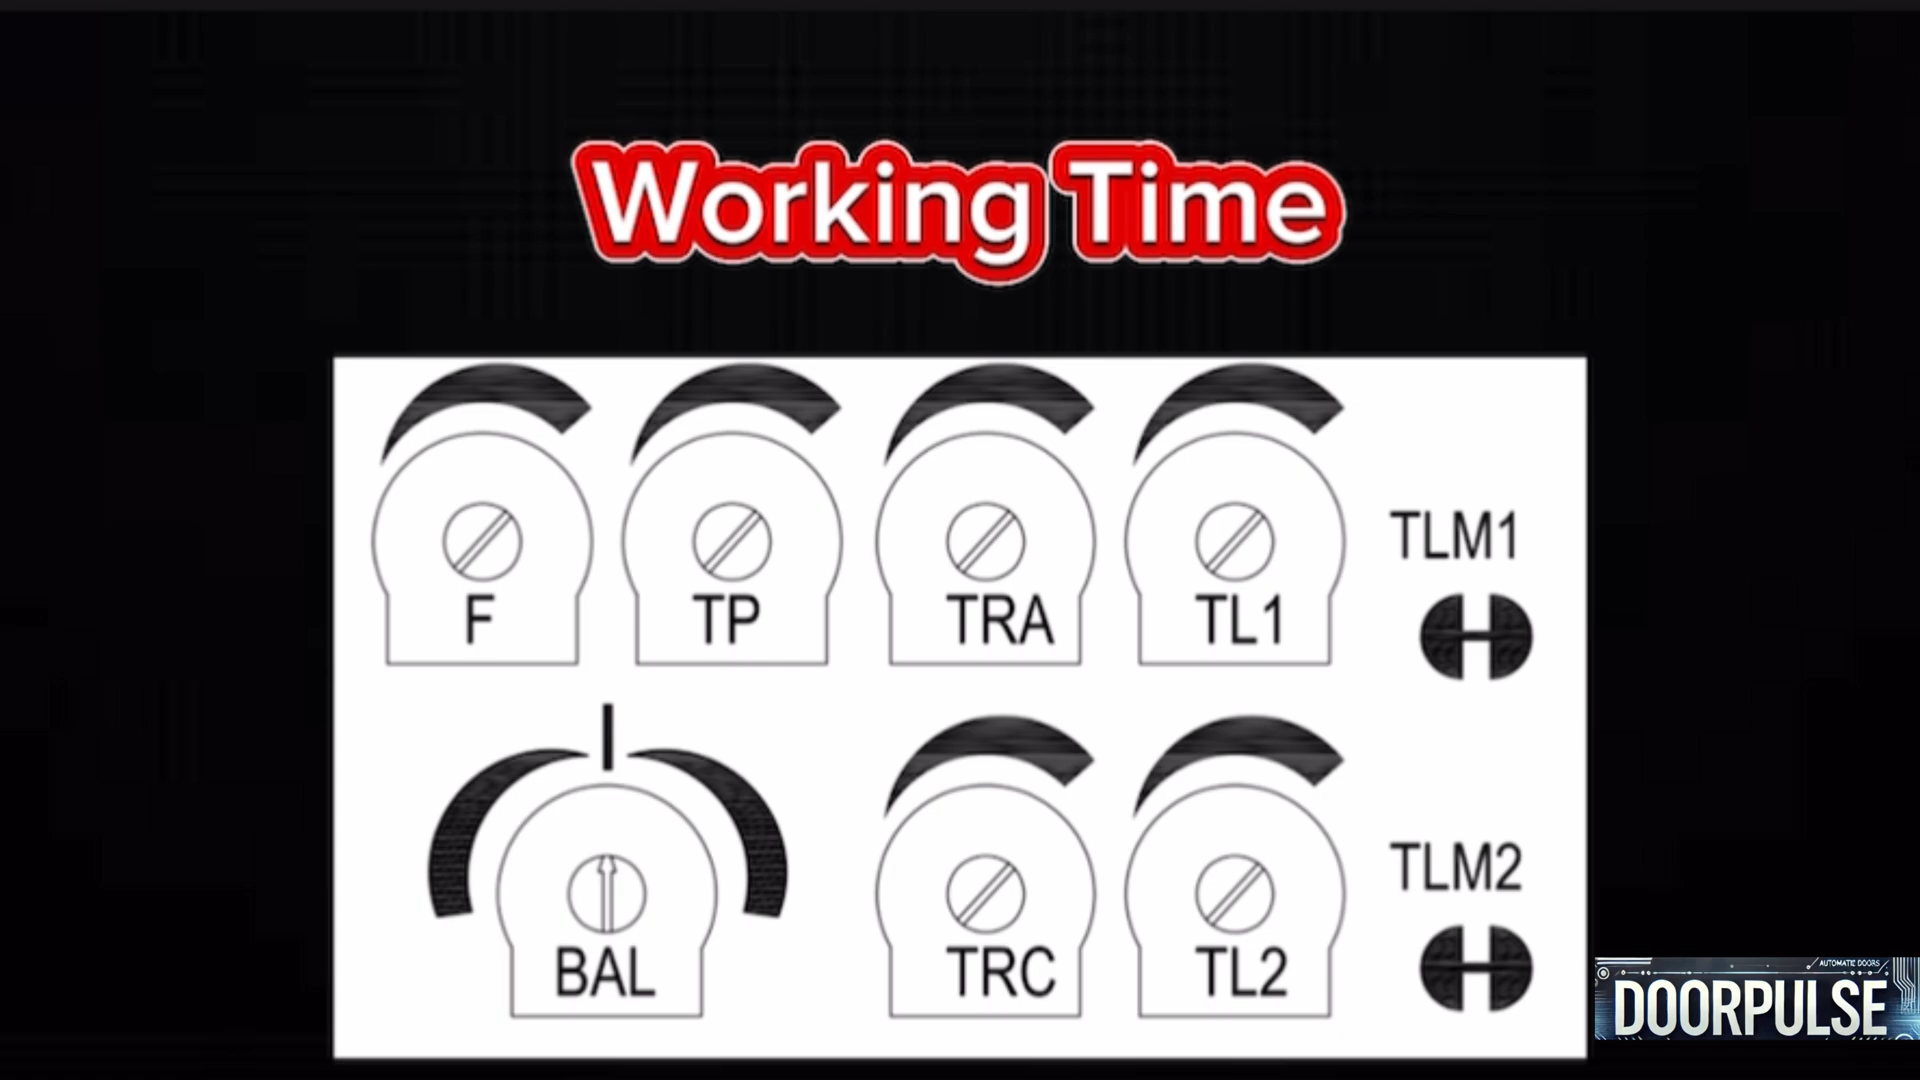 Working Time
F TP TRA TL1 TLM1
BAL TRC TL2 TLM2
AUTOMATIC DOORS
DOORPULSE